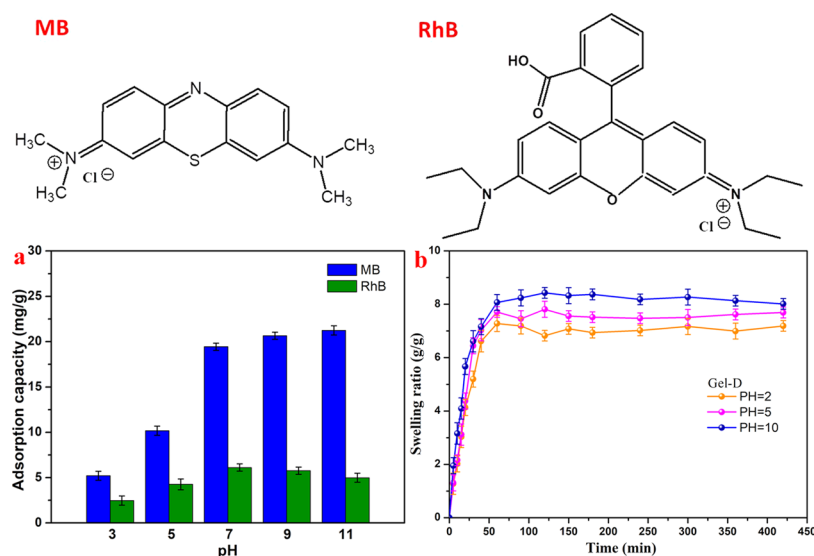 MB
RhB
N
H₃C
N
⊕
H₃C
Cl ⊖
S
N
CH₃
CH₃
HO
O
N
O
N
⊕
Cl ⊖
a
30
25
20
15
10
5
0
Adsorption capacity (mg/g)
MB
RhB
3 5 7 9 11
pH
b
10
8
6
4
2
0
Swelling ratio (g/g)
Gel-D
PH=2
PH=5
PH=10
0 50 100 150 200 250 300 350 400 450
Time (min)